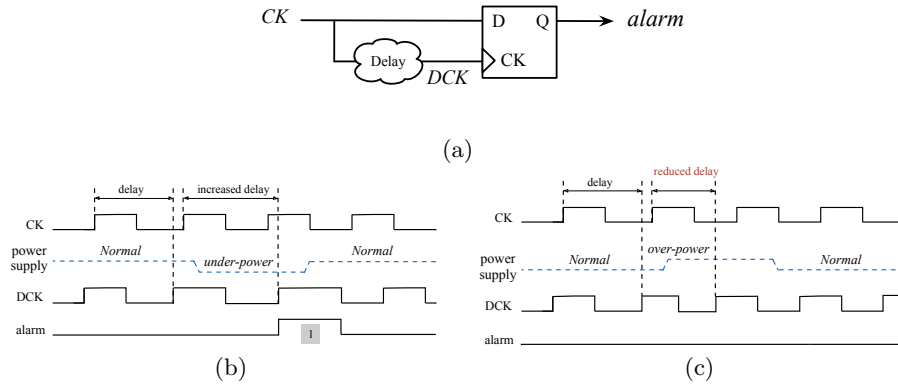 CK D Q alarm
Delay CK
DCK
(a)
delay increased delay
CK
power supply Normal under-power Normal
DCK
alarm 1
(b)
delay reduced delay
CK
power supply Normal over-power Normal
DCK
alarm
(c)